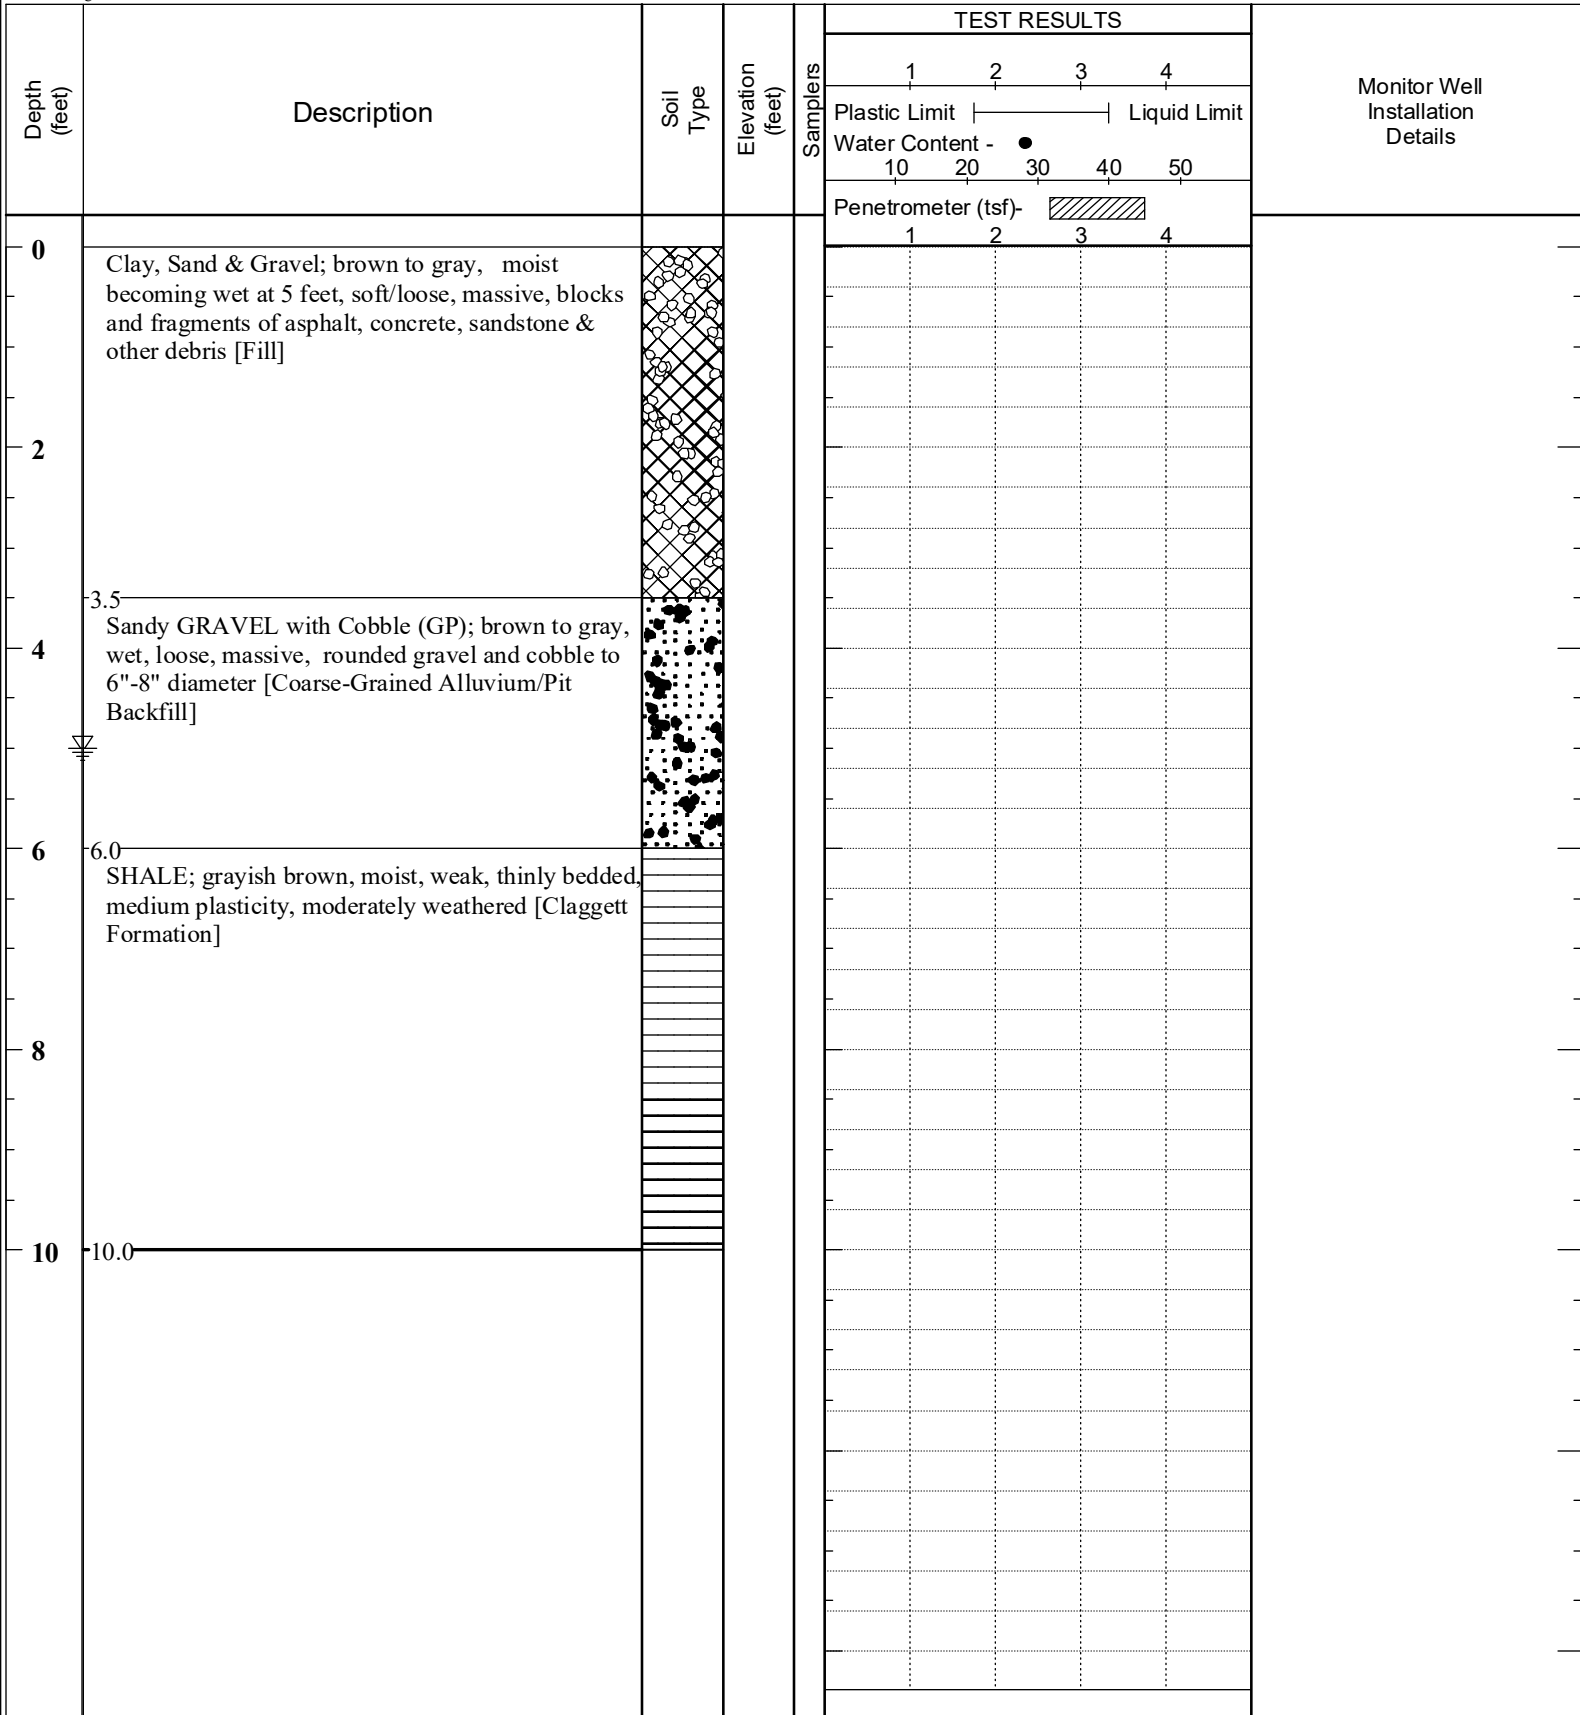 TEST RESULTS
Depth
(feet)
Description
Soil
Type
Elevation
(feet)
Samplers
1 2 3 4
Plastic Limit Liquid Limit
Water Content -
10 20 30 40 50
Penetrometer (tsf)-
1 2 3 4
Monitor Well
Installation
Details
0
Clay, Sand & Gravel; brown to gray, moist
becoming wet at 5 feet, soft/loose, massive, blocks
and fragments of asphalt, concrete, sandstone &
other debris [Fill]
2
3.5
Sandy GRAVEL with Cobble (GP); brown to gray,
wet, loose, massive, rounded gravel and cobble to
6"-8" diameter [Coarse-Grained Alluvium/Pit
Backfill]
4
6
6.0
SHALE; grayish brown, moist, weak, thinly bedded,
medium plasticity, moderately weathered [Claggett
Formation]
8
10
10.0